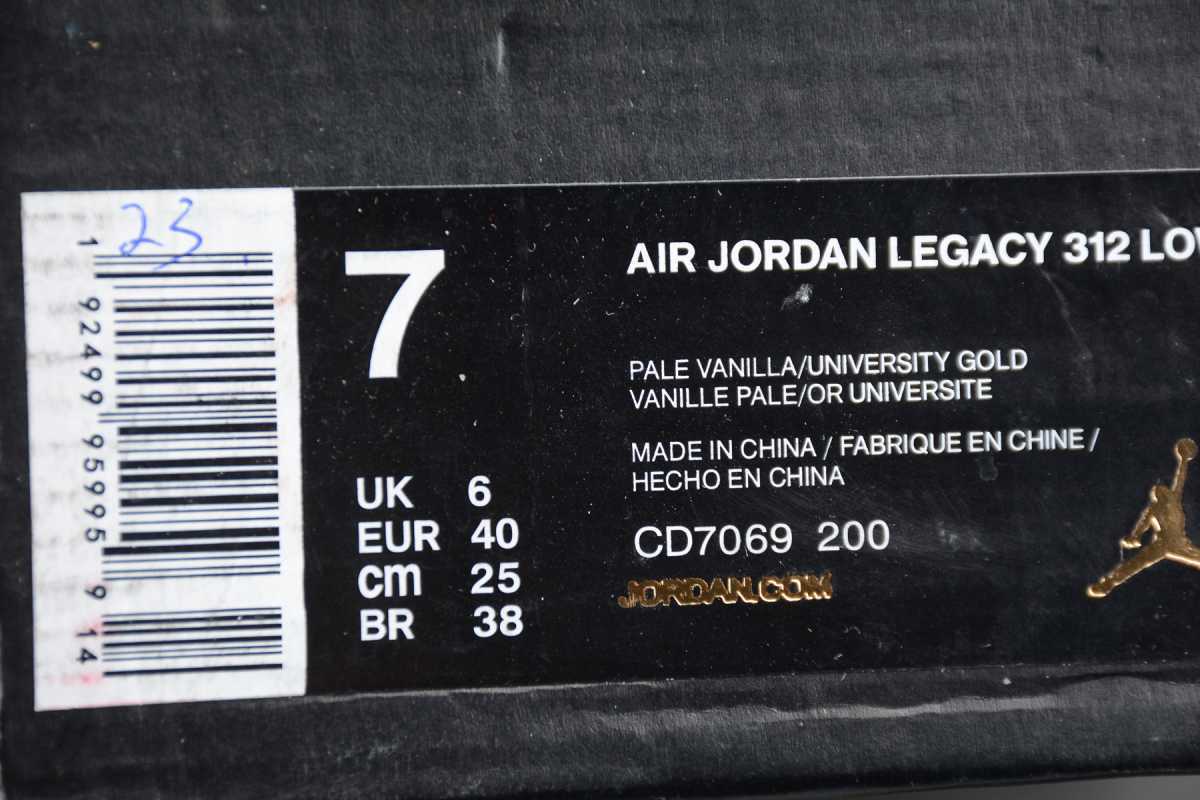 23
1 92499 95995 9 14
7
UK 6
EUR 40
cm 25
BR 38
AIR JORDAN LEGACY 312 LOW
PALE VANILLA/UNIVERSITY GOLD
VANILLE PALE/OR UNIVERSITE
MADE IN CHINA / FABRIQUE EN CHINE /
HECHO EN CHINA
CD7069 200
JORDAN.COM